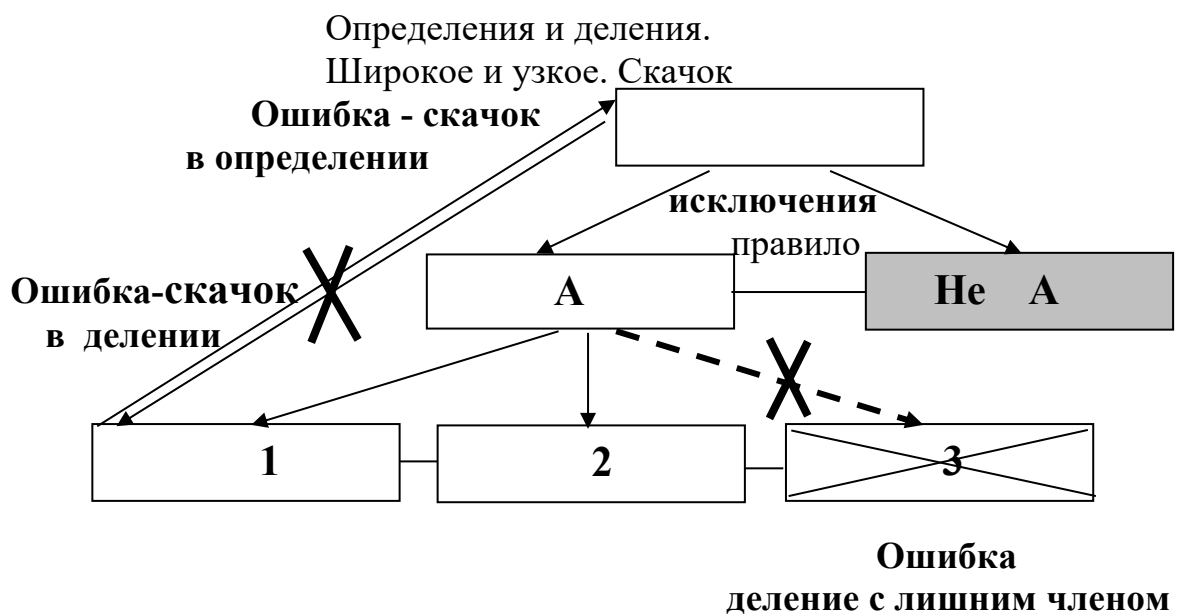 Определения и деления.
Широкое и узкое. Скачок
Ошибка - скачок
в определении
исключения
правило
А
Не А
Ошибка-скачок
в делении
1
2
3
Ошибка
деление с лишним членом